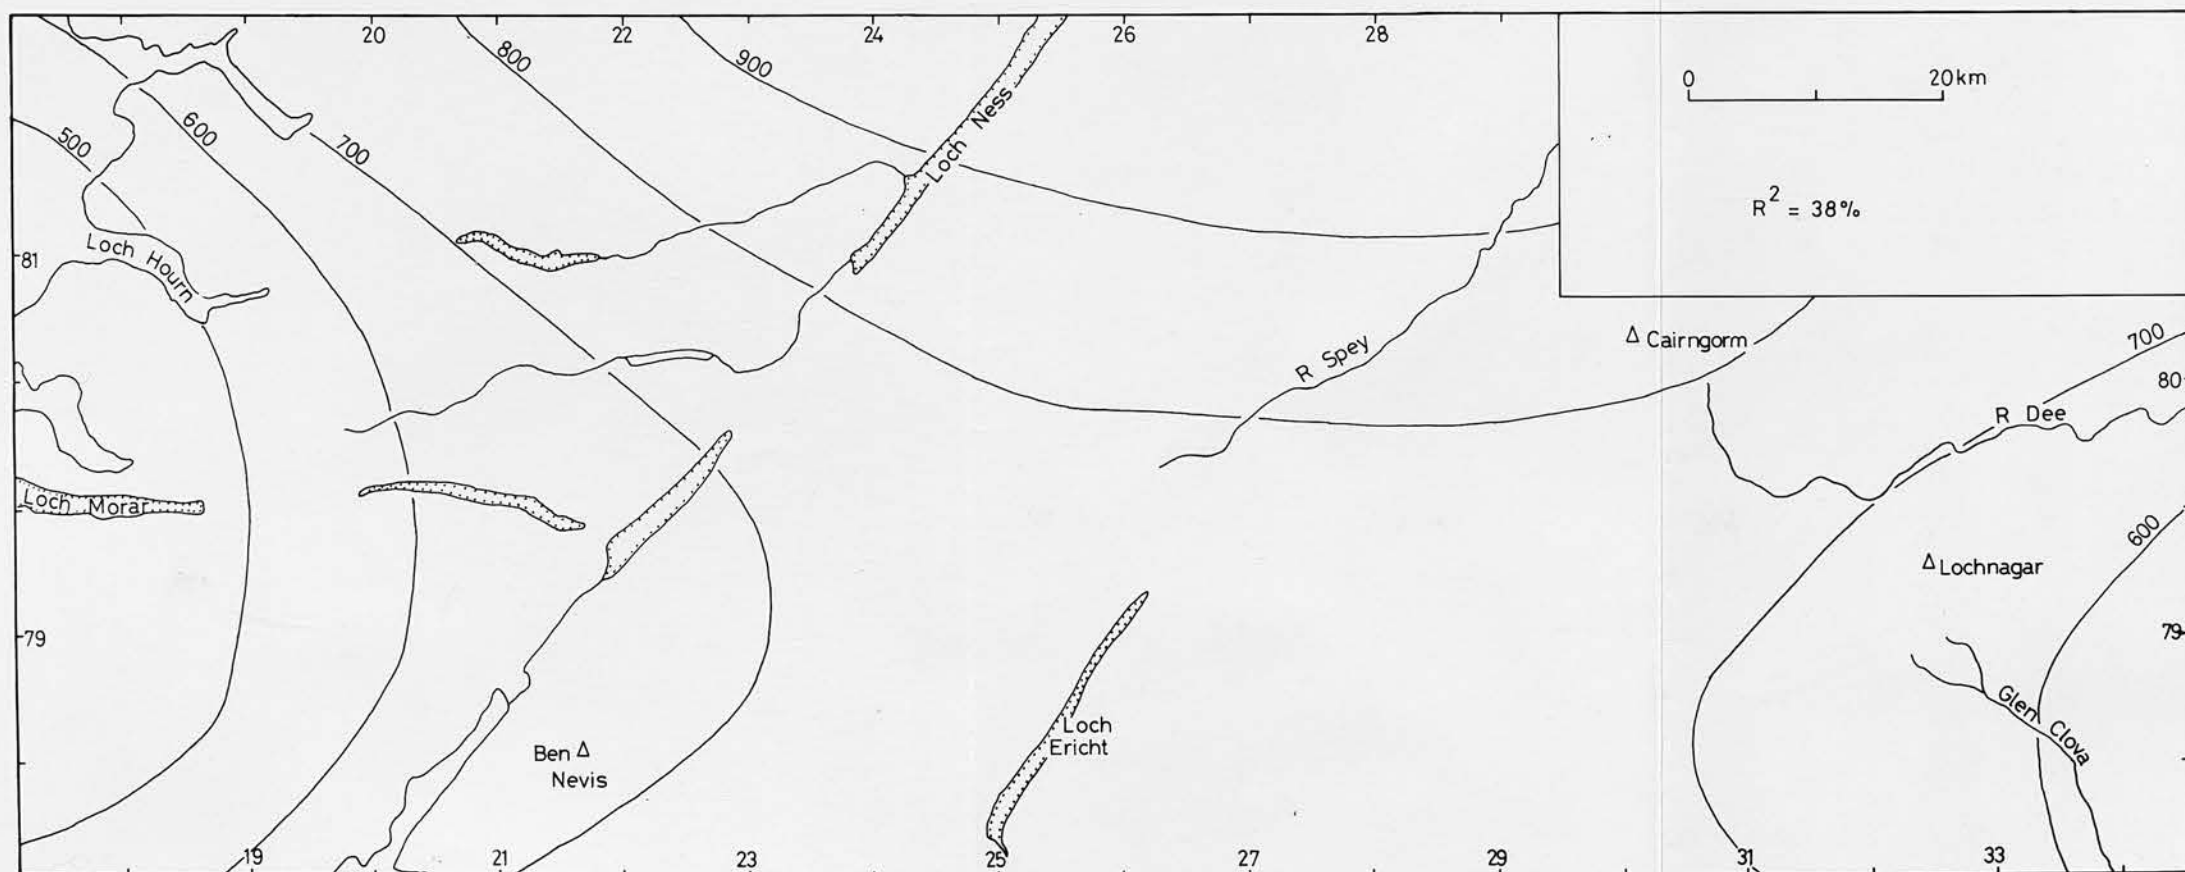 20
22
24
26
28
800
900
0
20km
Loch Ness
600
500
700
R² = 38%
Loch Hourn
81
R Spey
Cairngorm
700
80
R Dee
Loch Morar
600
Lochnagar
79
79
Glen Clova
Loch
Ericht
Ben
Nevis
19
21
23
25
27
29
31
33